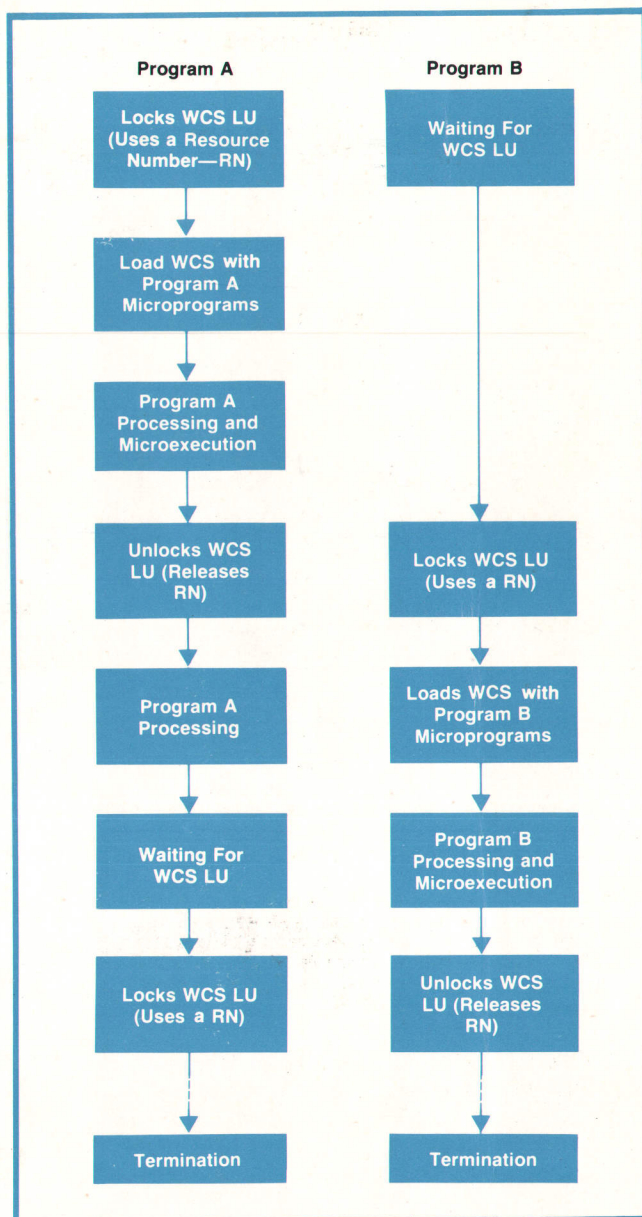 Program A
Locks WCS LU
(Uses a Resource
Number—RN)
Load WCS with
Program A
Microprograms
Program A
Processing and
Microexecution
Unlocks WCS
LU (Releases
RN)
Program A
Processing
Waiting For
WCS LU
Locks WCS LU
(Uses a RN)
Termination
Program B
Waiting For
WCS LU
Locks WCS LU
(Uses a RN)
Loads WCS with
Program B
Microprograms
Program B
Processing and
Microexecution
Unlocks WCS
LU (Releases
RN)
Termination